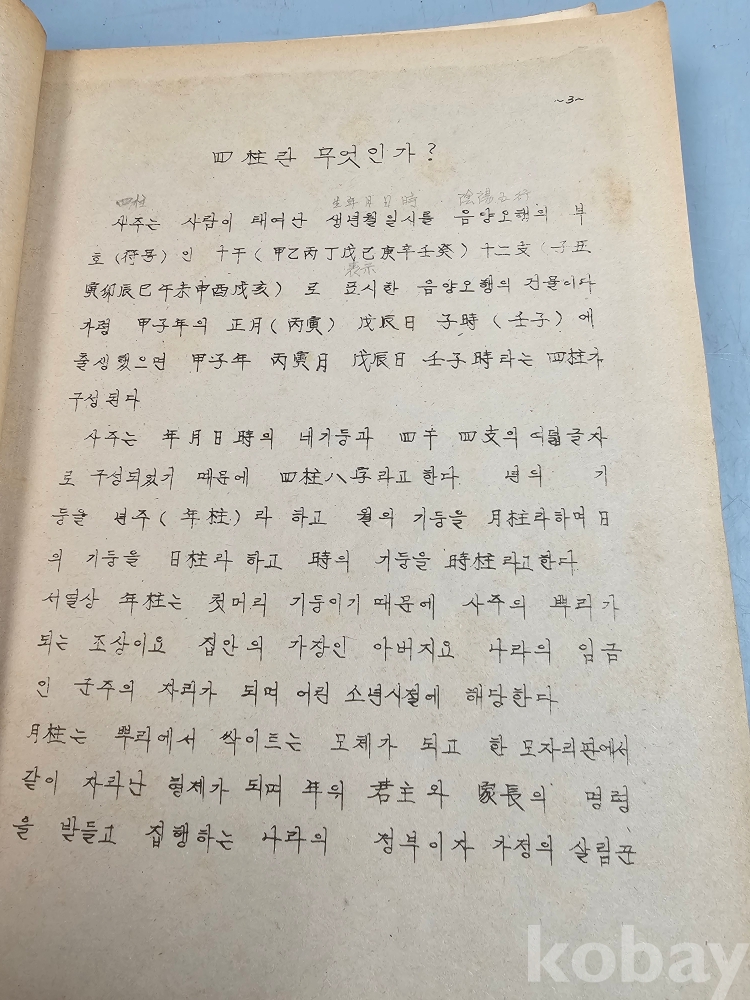 ~3~
四柱란 무엇인가?
四柱 生年月日時 陰陽五行
사주는 사람이 태여난 생년월일시를 음양오행의 부
호(符号)인 十干(甲乙丙丁戊己庚辛壬癸) 十二支(子丑
表示
寅卯辰巳午未申酉戌亥)로 표시한 음양오행의 건물이다
가령 甲子年의 正月(丙寅) 戊辰日 子時(壬子)에
출생했으면 甲子年 丙寅月 戊辰日 壬子時라는 四柱가
구성된다
사주는 年月日時의 네기둥과 四干 四支의 여덟글자
로 구성되었기 때문에 四柱八字라고한다 년의 기
둥을 년주(年柱)라 하고 월의 기둥을 月柱라하며 日
의 기둥을 日柱라 하고 時의 기둥을 時柱라고한다
서열상 年柱는 첫머리 기둥이기 때문에 사주의 뿌리가
되는 조상이요 집안의 가장인 아버지요 나라의 임금
인 군주의 자리가 되며 어린 소년시절에 해당한다
月柱는 뿌리에서 싹이트는 모체가 되고 한 모자리판에서
같이 자라난 형제가 되며 年의 君主와 家長의 명령
을 받들고 집행하는 나라의 정부이자 가정의 살림꾼
kobay